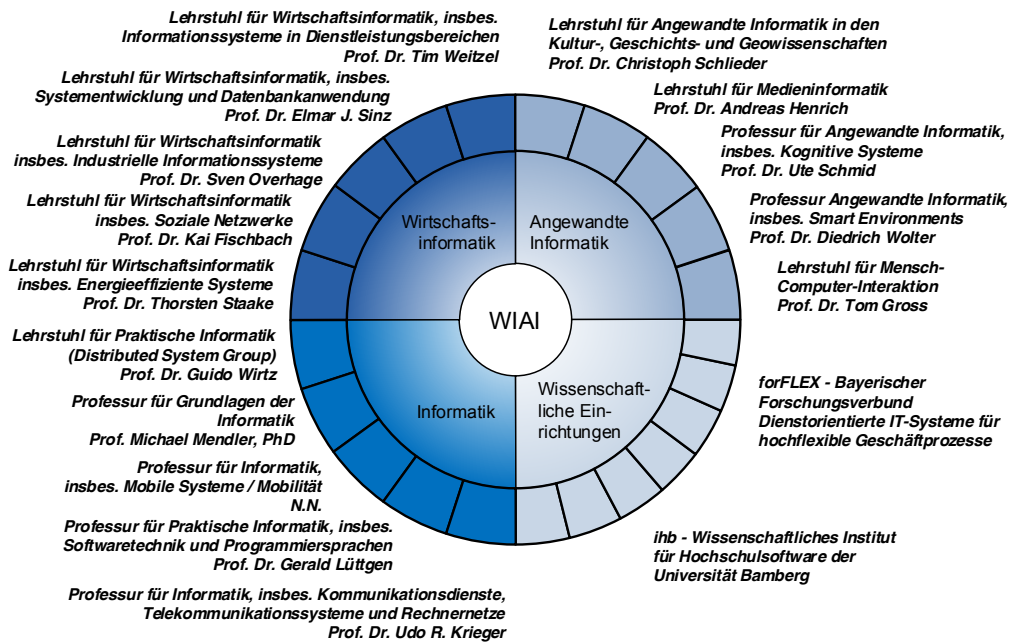 Lehrstuhl für Wirtschaftsinformatik, insbes.
Informationssysteme in Dienstleistungsbereichen
Prof. Dr. Tim Weitzel
Lehrstuhl für Wirtschaftsinformatik, insbes.
Systementwicklung und Datenbankanwendung
Prof. Dr. Elmar J. Sinz
Lehrstuhl für Wirtschaftsinformatik
insbes. Industrielle Informationssysteme
Prof. Dr. Sven Overhage
Lehrstuhl für Wirtschaftsinformatik
insbes. Soziale Netzwerke
Prof. Dr. Kai Fischbach
Lehrstuhl für Wirtschaftsinformatik
insbes. Energieeffiziente Systeme
Prof. Dr. Thorsten Staake
Lehrstuhl für Praktische Informatik
(Distributed System Group)
Prof. Dr. Guido Wirtz
Professur für Grundlagen der
Informatik
Prof. Michael Mendler, PhD
Professur für Informatik,
insbes. Mobile Systeme / Mobilität
N.N.
Professur für Praktische Informatik, insbes.
Softwaretechnik und Programmiersprachen
Prof. Dr. Gerald Lüttgen
Professur für Informatik, insbes. Kommunikationsdienste,
Telekommunikationssysteme und Rechnernetze
Prof. Dr. Udo R. Krieger
Wirtschafts-
informatik
Angewandte
Informatik
WIAI
Informatik
Wissenschaft-
liche Ein-
richtungen
Lehrstuhl für Angewandte Informatik in den
Kultur-, Geschichts- und Geowissenschaften
Prof. Dr. Christoph Schlieder
Lehrstuhl für Medieninformatik
Prof. Dr. Andreas Henrich
Professur für Angewandte Informatik,
insbes. Kognitive Systeme
Prof. Dr. Ute Schmid
Professur Angewandte Informatik,
insbes. Smart Environments
Prof. Dr. Diedrich Wolter
Lehrstuhl für Mensch-
Computer-Interaktion
Prof. Dr. Tom Gross
forFLEX - Bayerischer
Forschungsverbund
Dienstorientierte IT-Systeme für
hochflexible Geschäftprozesse
ihb - Wissenschaftliches Institut
für Hochschulsoftware der
Universität Bamberg